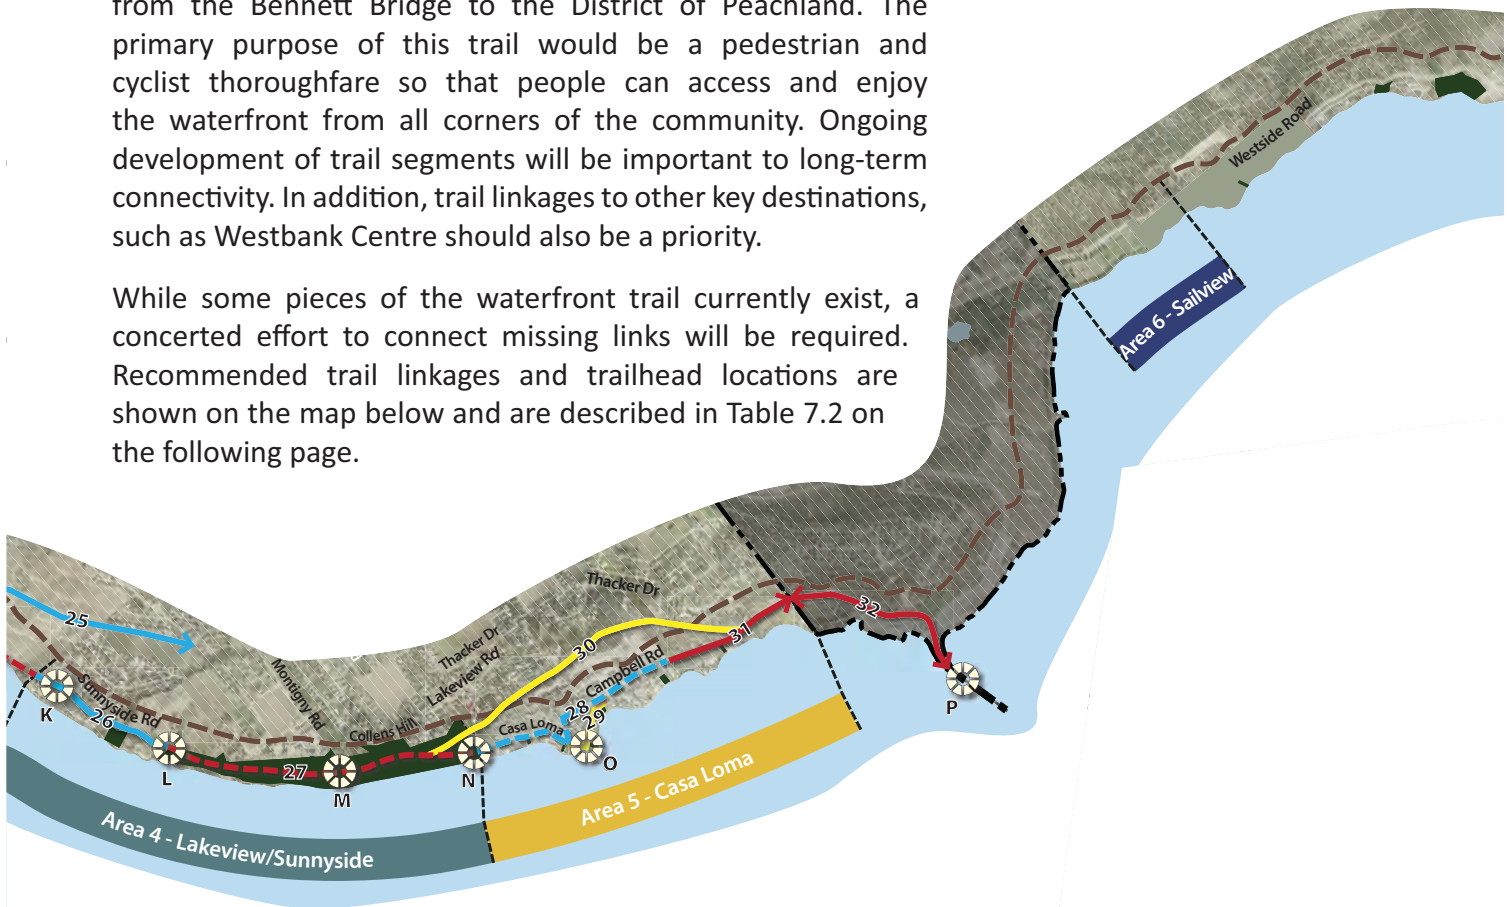 from the Bennett Bridge to the District of Peachland. The
primary purpose of this trail would be a pedestrian and
cyclist thoroughfare so that people can access and enjoy
the waterfront from all corners of the community. Ongoing
development of trail segments will be important to long-term
connectivity. In addition, trail linkages to other key destinations,
such as Westbank Centre should also be a priority.
While some pieces of the waterfront trail currently exist, a
concerted effort to connect missing links will be required.
Recommended trail linkages and trailhead locations are
shown on the map below and are described in Table 7.2 on
the following page.
Westside Road
Area 6 - Sailview
Thacker Dr
32
25
31
30
Thacker Dr
Lakeview Rd
Campbell Rd
Montigny Rd
Sunnyside Rd
K
26
28
29
P
Collens Hill
Casa Loma
O
L
27
M
N
Area 5 - Casa Loma
Area 4 - Lakeview/Sunnyside